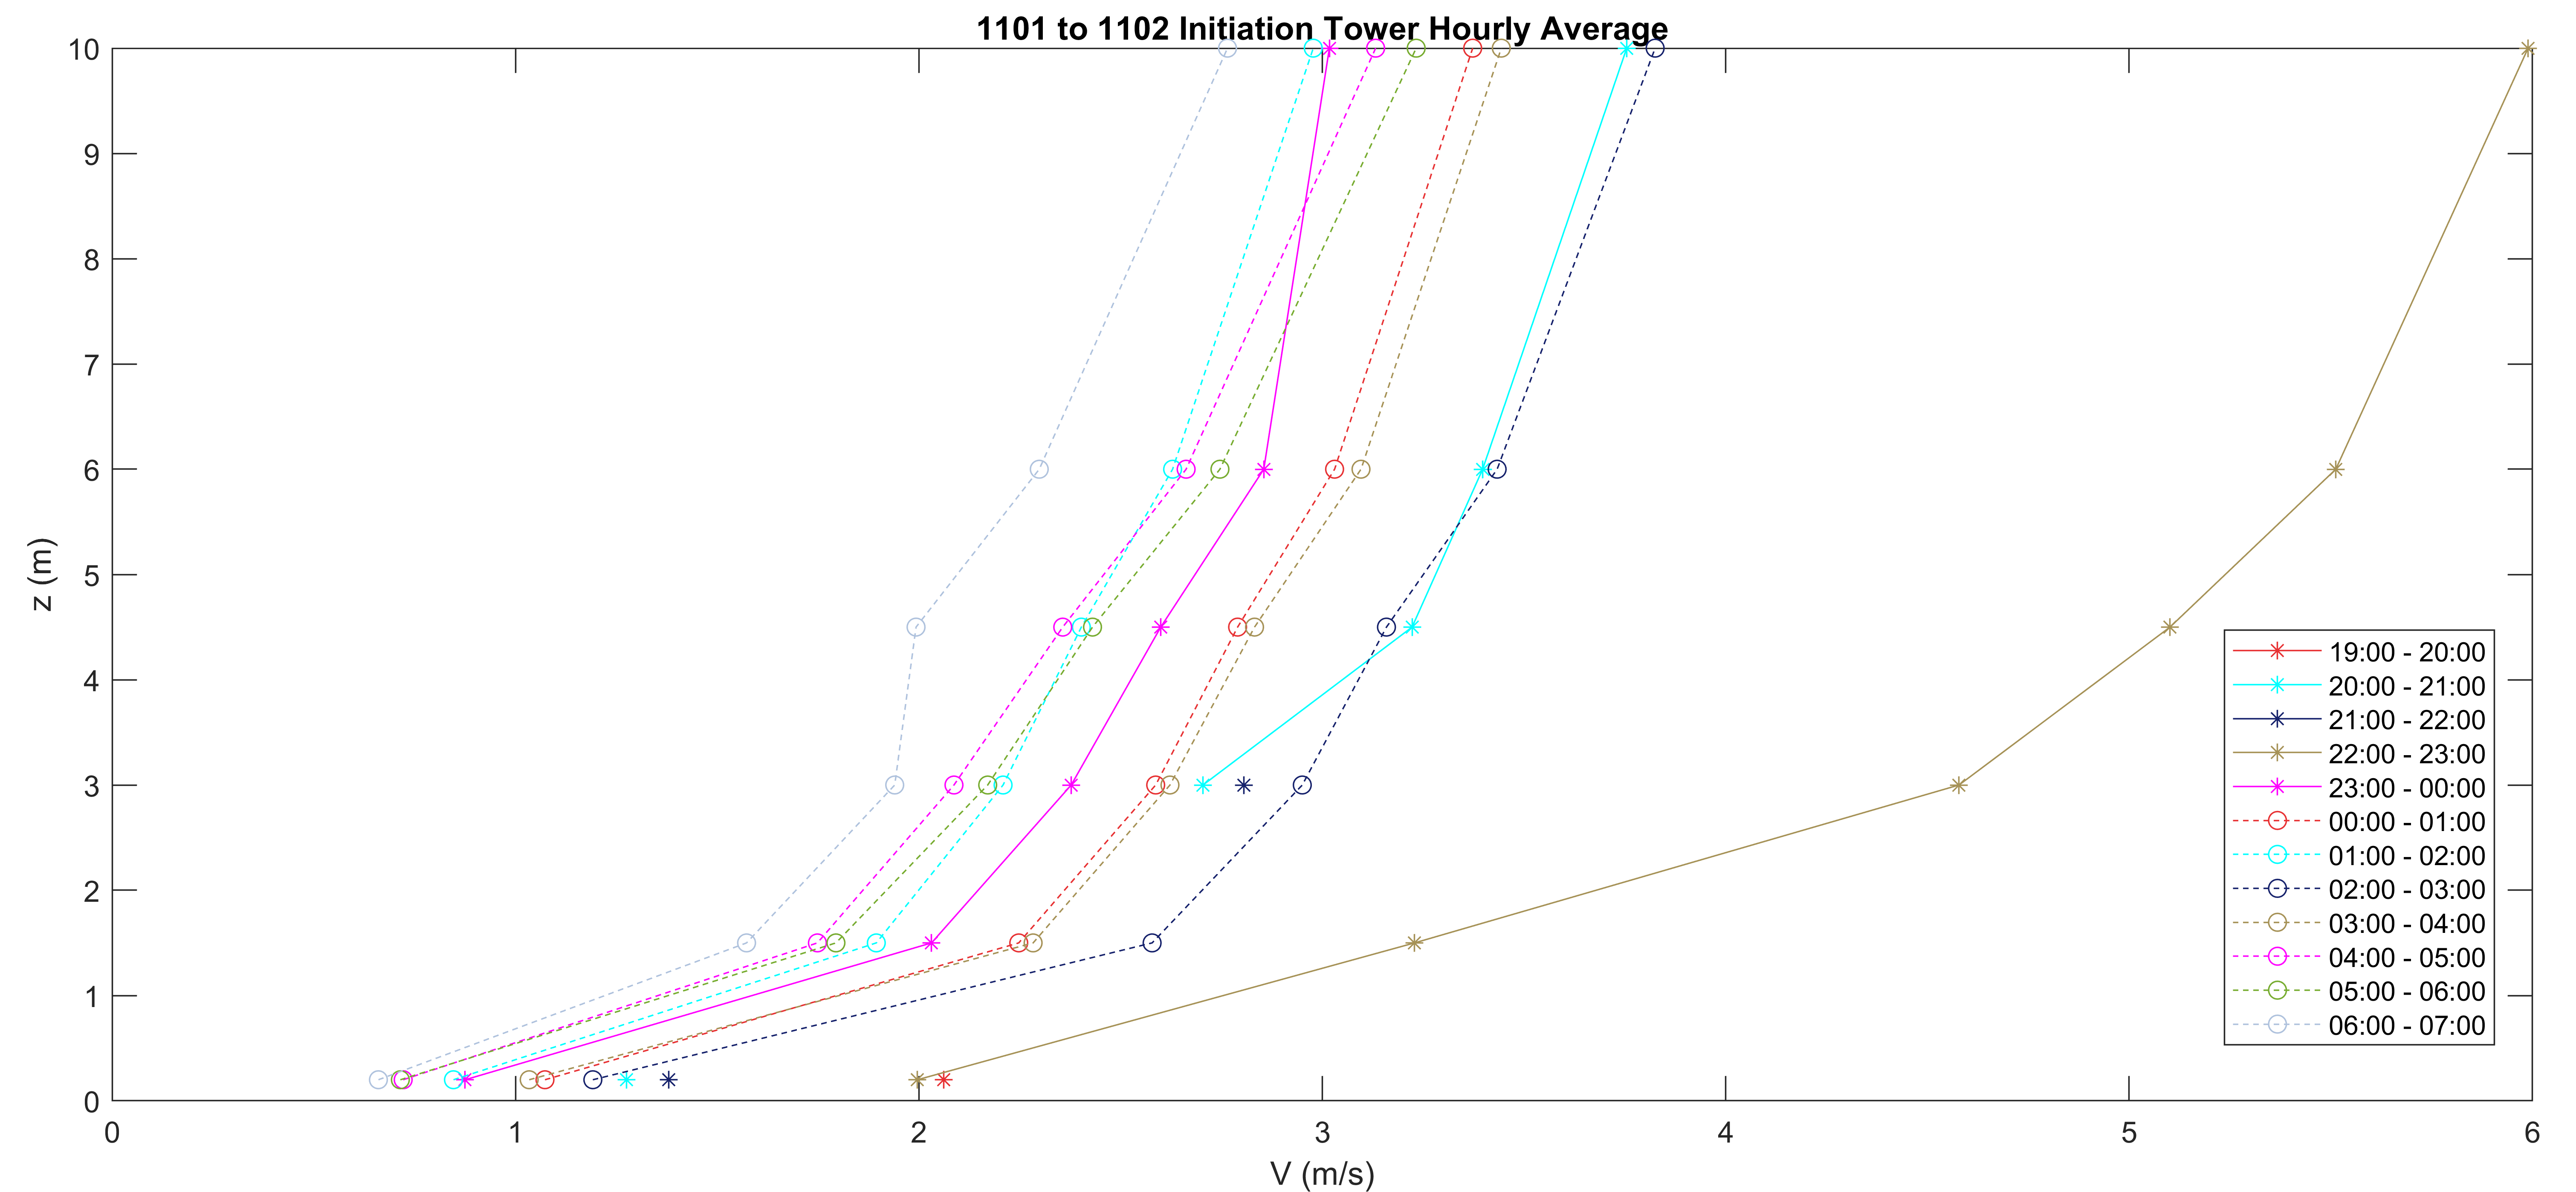 1101 to 1102 Initiation Tower Hourly Average
10
9
8
7
6
5
4
3
2
1
0
z (m)
19:00 - 20:00
20:00 - 21:00
21:00 - 22:00
22:00 - 23:00
23:00 - 00:00
00:00 - 01:00
01:00 - 02:00
02:00 - 03:00
03:00 - 04:00
04:00 - 05:00
05:00 - 06:00
06:00 - 07:00
0 1 2 3 4 5 6
V (m/s)